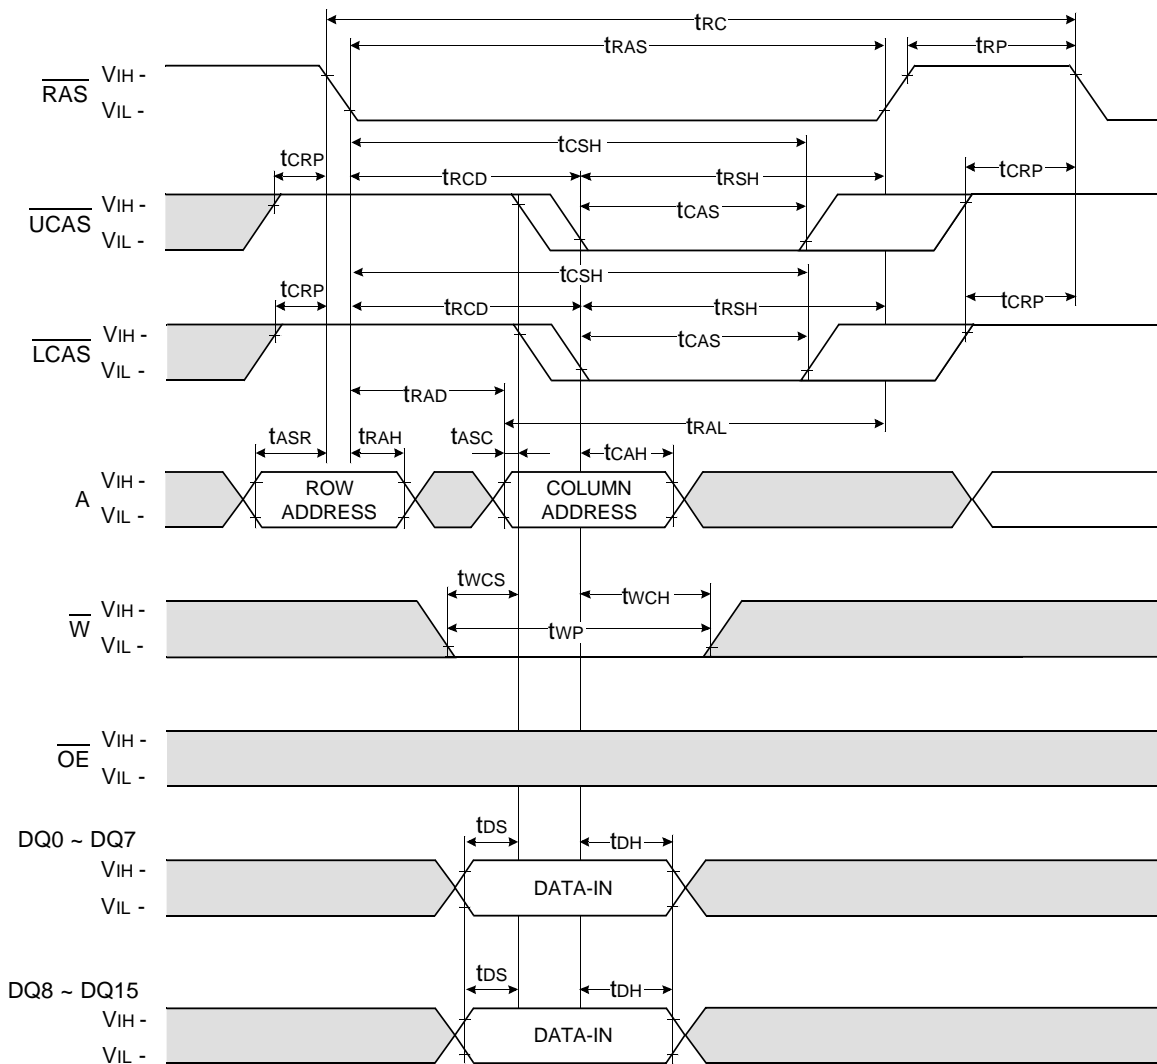 tRC
tRAS
tRP
RAS
VIH -
VIL -
tCSH
tCRP
tRCD
tRSH
tCRP
UCAS
VIH -
VIL -
tCAS
tCSH
tCRP
tRCD
tRSH
tCRP
LCAS
VIH -
VIL -
tCAS
tRAD
tRAL
tASR
tRAH
tASC
tCAH
A
VIH -
VIL -
ROW
ADDRESS
COLUMN
ADDRESS
tWCS
tWCH
W
VIH -
VIL -
tWP
OE
VIH -
VIL -
DQ0 ~ DQ7
tDS
tDH
VIH -
VIL -
DATA-IN
DQ8 ~ DQ15
tDS
tDH
VIH -
VIL -
DATA-IN